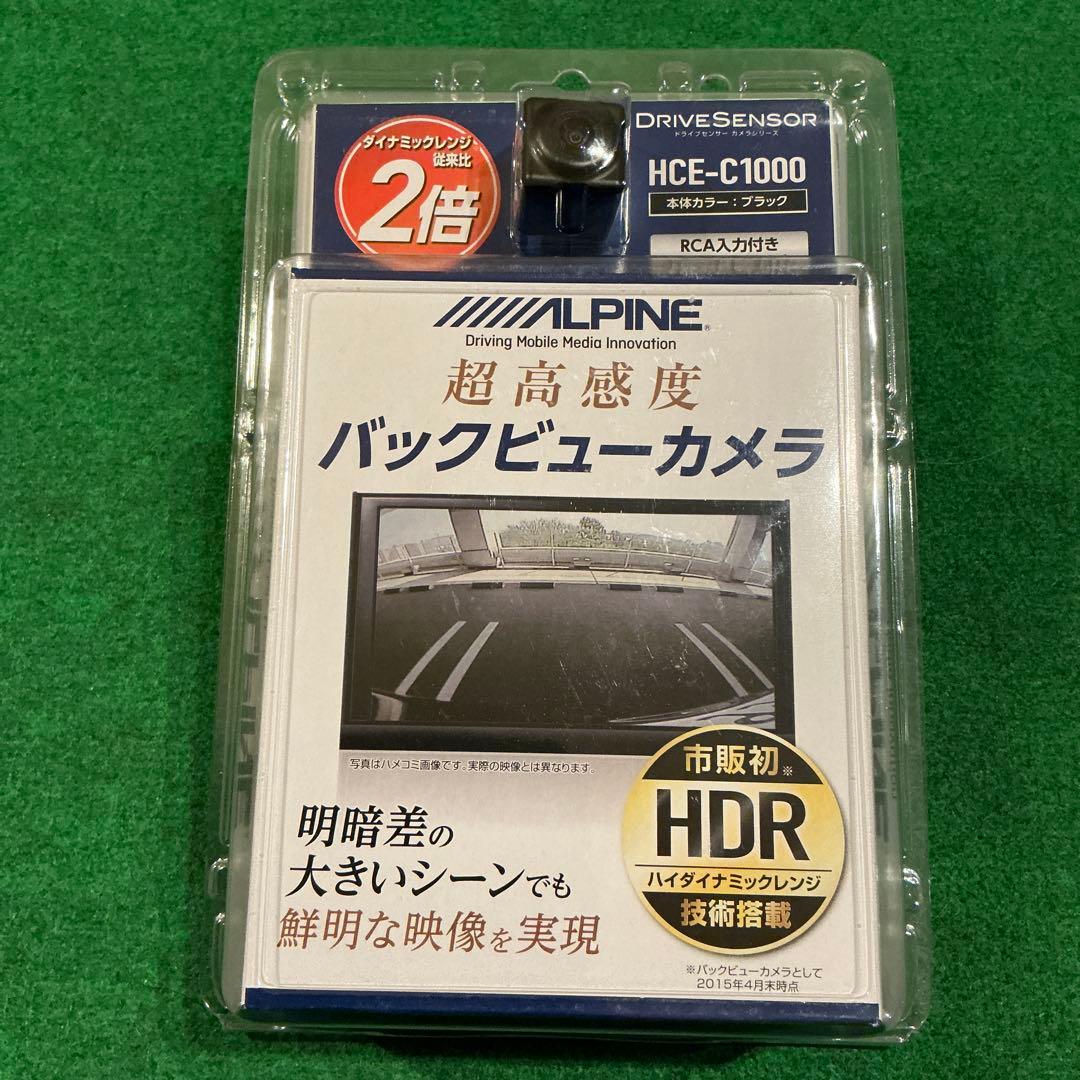 ダイナミックレンジ
従来比
2倍
DRIVESENSOR
ドライブセンサー カメラシリーズ
HCE-C1000
本体カラー:ブラック
RCA入力付き
ALPINE®
Driving Mobile Media Innovation
超高感度
バックビューカメラ
写真はハメコミ画像です。実際の映像とは異なります。
市販初※
HDR
ハイダイナミックレンジ
技術搭載
明暗差の
大きいシーンでも
鮮明な映像を実現
※バックビューカメラとして
2015年4月末時点